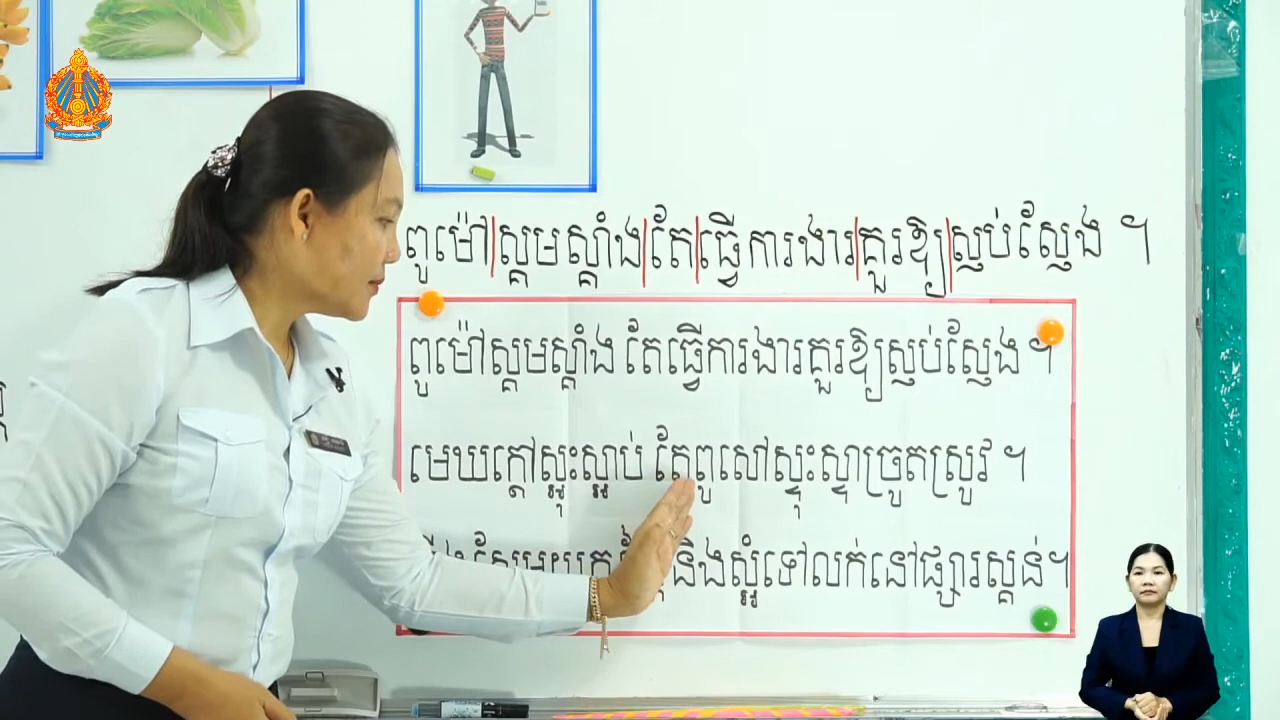 ពូម៉ៅ|ស្គមស្គាំង|តែ|ធ្វើការងារ|គួរឱ្យ|ស្ញប់ស្ញែង ។
ពូម៉ៅស្គមស្គាំង តែធ្វើការងារគួរឱ្យស្ញប់ស្ញែង ។
មេឃក្ដៅស្អុះស្អាប់ តែពូសៅស្ទុះស្ទាច្រូតស្រូវ ។
និងស្អំទៅលក់នៅផ្សារស្គន់។